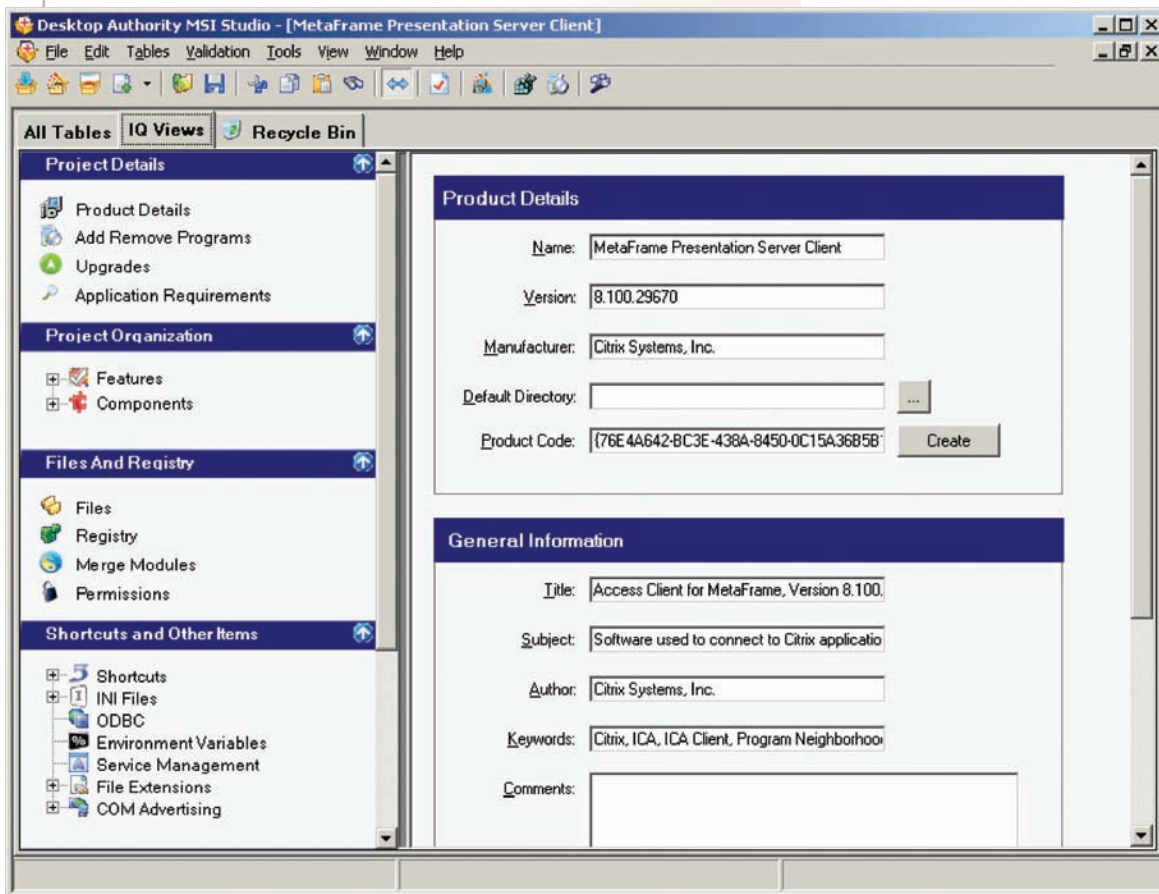 Desktop Authority MSI Studio - [MetaFrame Presentation Server Client]
File Edit Tables Validation Tools View Window Help
All Tables IQ Views Recycle Bin
Project Details
Product Details
Add Remove Programs
Upgrades
Application Requirements
Project Organization
Features
Components
Files And Registry
Files
Registry
Merge Modules
Permissions
Shortcuts and Other Items
Shortcuts
INI Files
ODBC
Environment Variables
Service Management
File Extensions
COM Advertising
Product Details
Name: MetaFrame Presentation Server Client
Version: 8.100.29670
Manufacturer: Citrix Systems, Inc.
Default Directory: ...
Product Code: {76E4A642-BC3E-438A-8450-0C15A36B5B Create
General Information
Title: Access Client for MetaFrame, Version 8.100.
Subject: Software used to connect to Citrix applicatio
Author: Citrix Systems, Inc.
Keywords: Citrix, ICA, ICA Client, Program Neighborhoo
Comments: